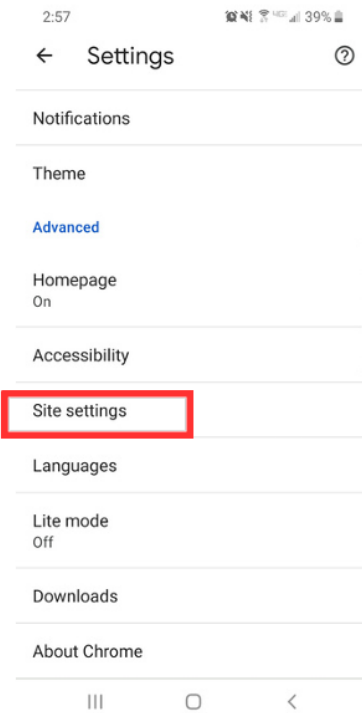 2:57 39%
Settings
Notifications
Theme
Advanced
Homepage
On
Accessibility
Site settings
Languages
Lite mode
Off
Downloads
About Chrome